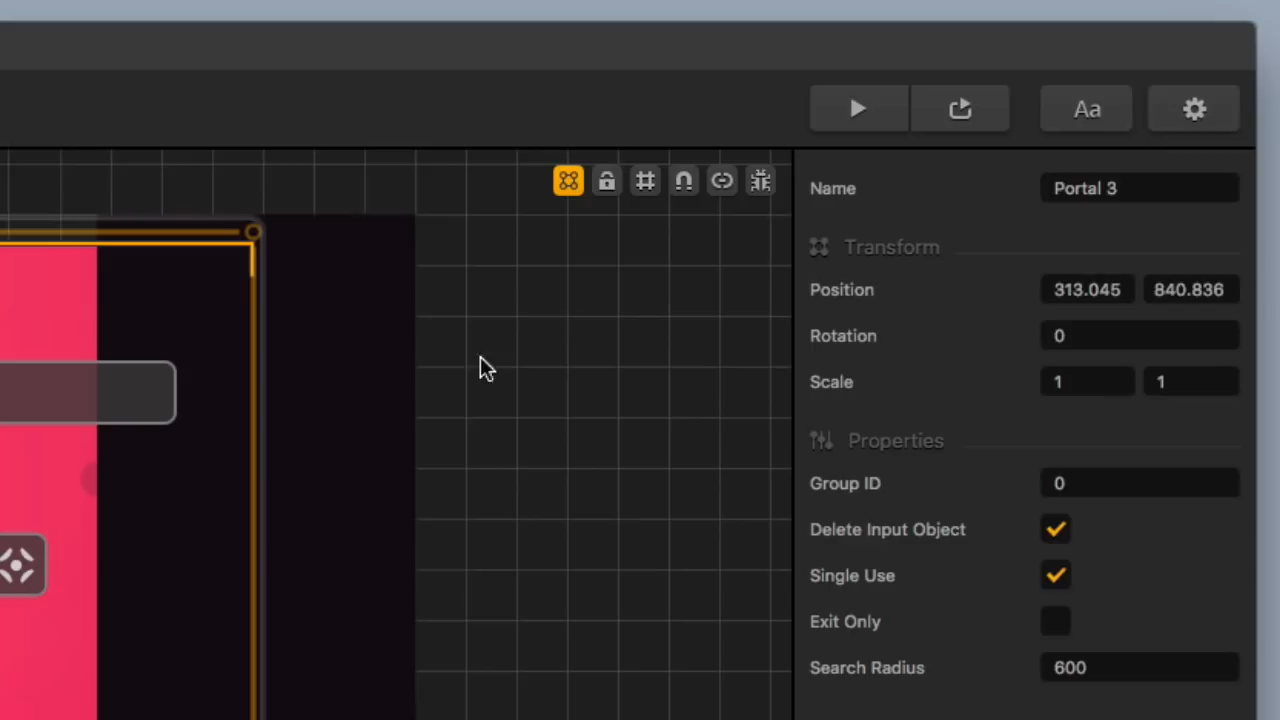 Aa
Name Portal 3
Transform
Position 313.045 840.836
Rotation 0
Scale 1 1
Properties
Group ID 0
Delete Input Object
Single Use
Exit Only
Search Radius 600